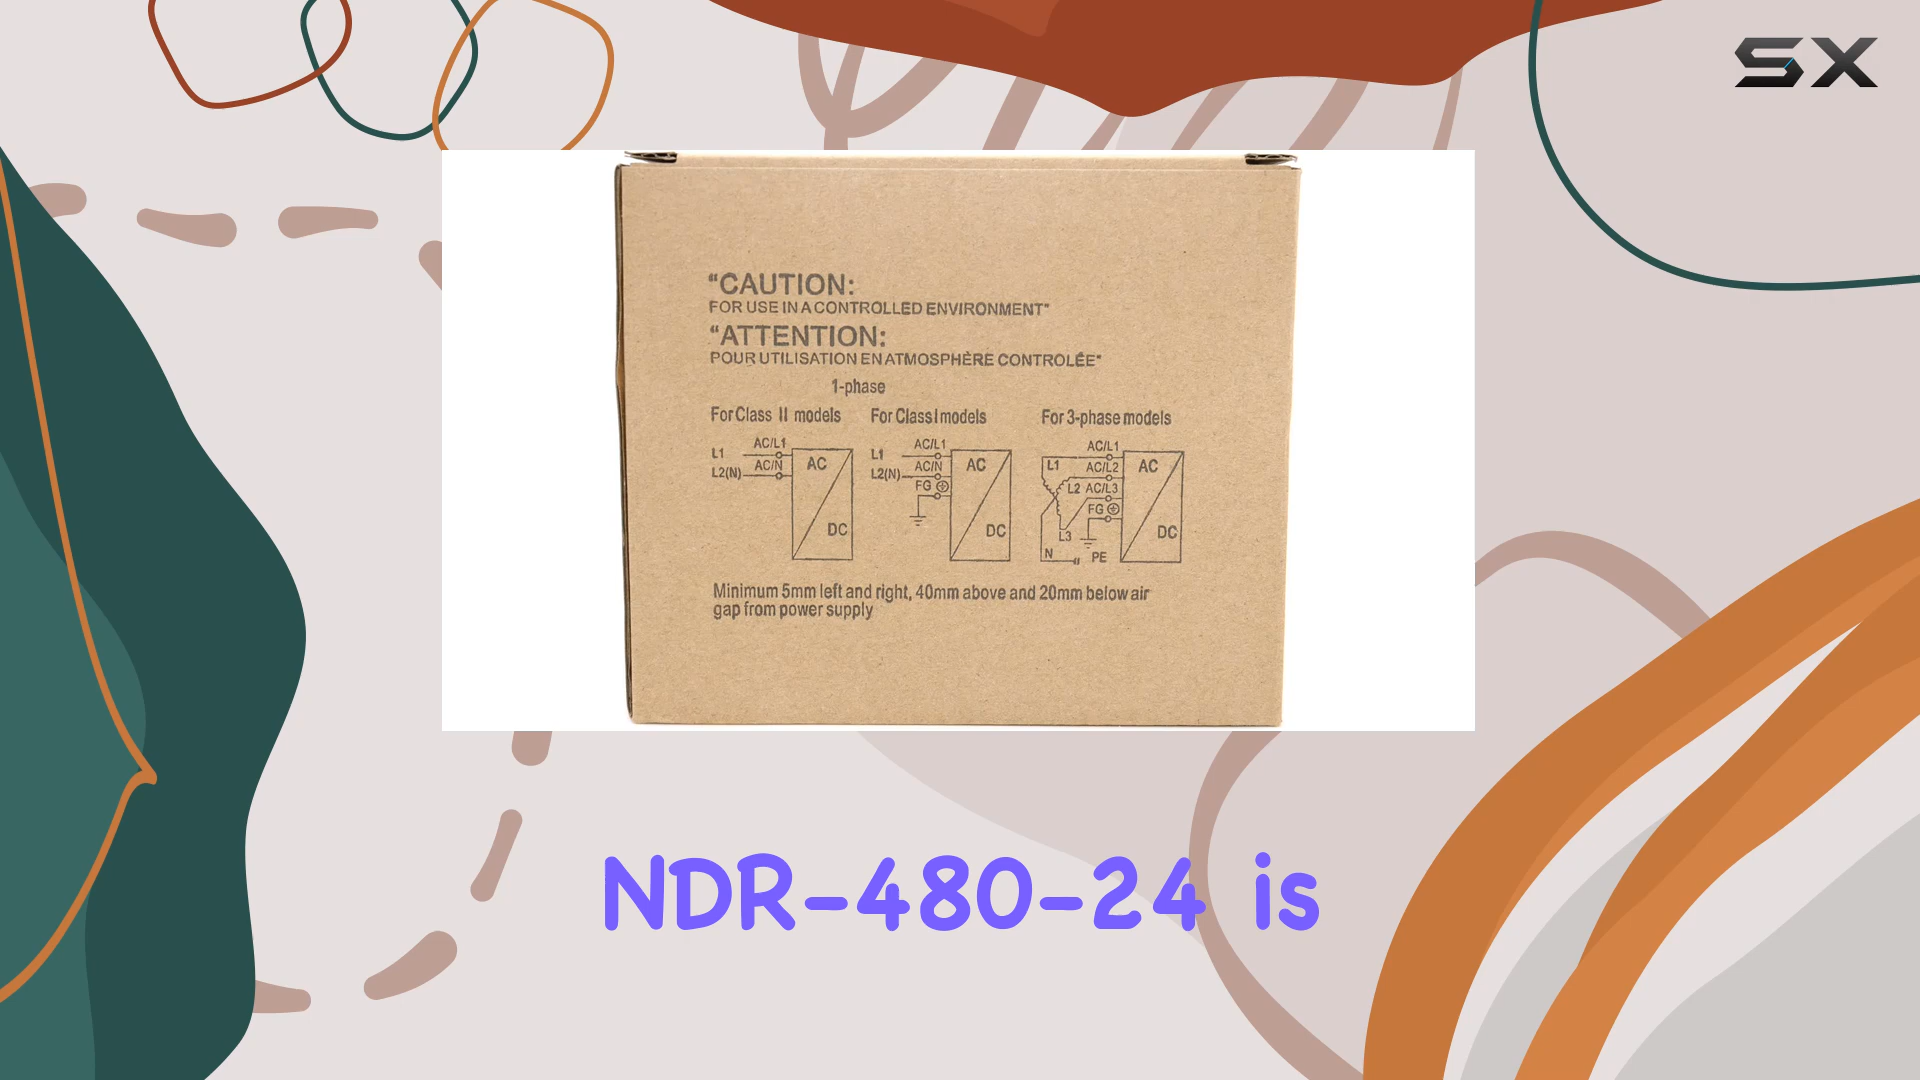 SX
"CAUTION:
FOR USE IN A CONTROLLED ENVIRONMENT"
"ATTENTION:
POUR UTILISATION EN ATMOSPHÈRE CONTROLÉE"
1-phase
For Class II models
L1 AC/L1
L2(N) AC/N
AC
DC
For Class I models
L1 AC/L1
L2(N) AC/N
FG
AC
DC
For 3-phase models
AC/L1
L1 AC/L2
L2 AC/L3
FG
L3
N PE
AC
DC
Minimum 5mm left and right, 40mm above and 20mm below air
gap from power supply
NDR-480-24 is